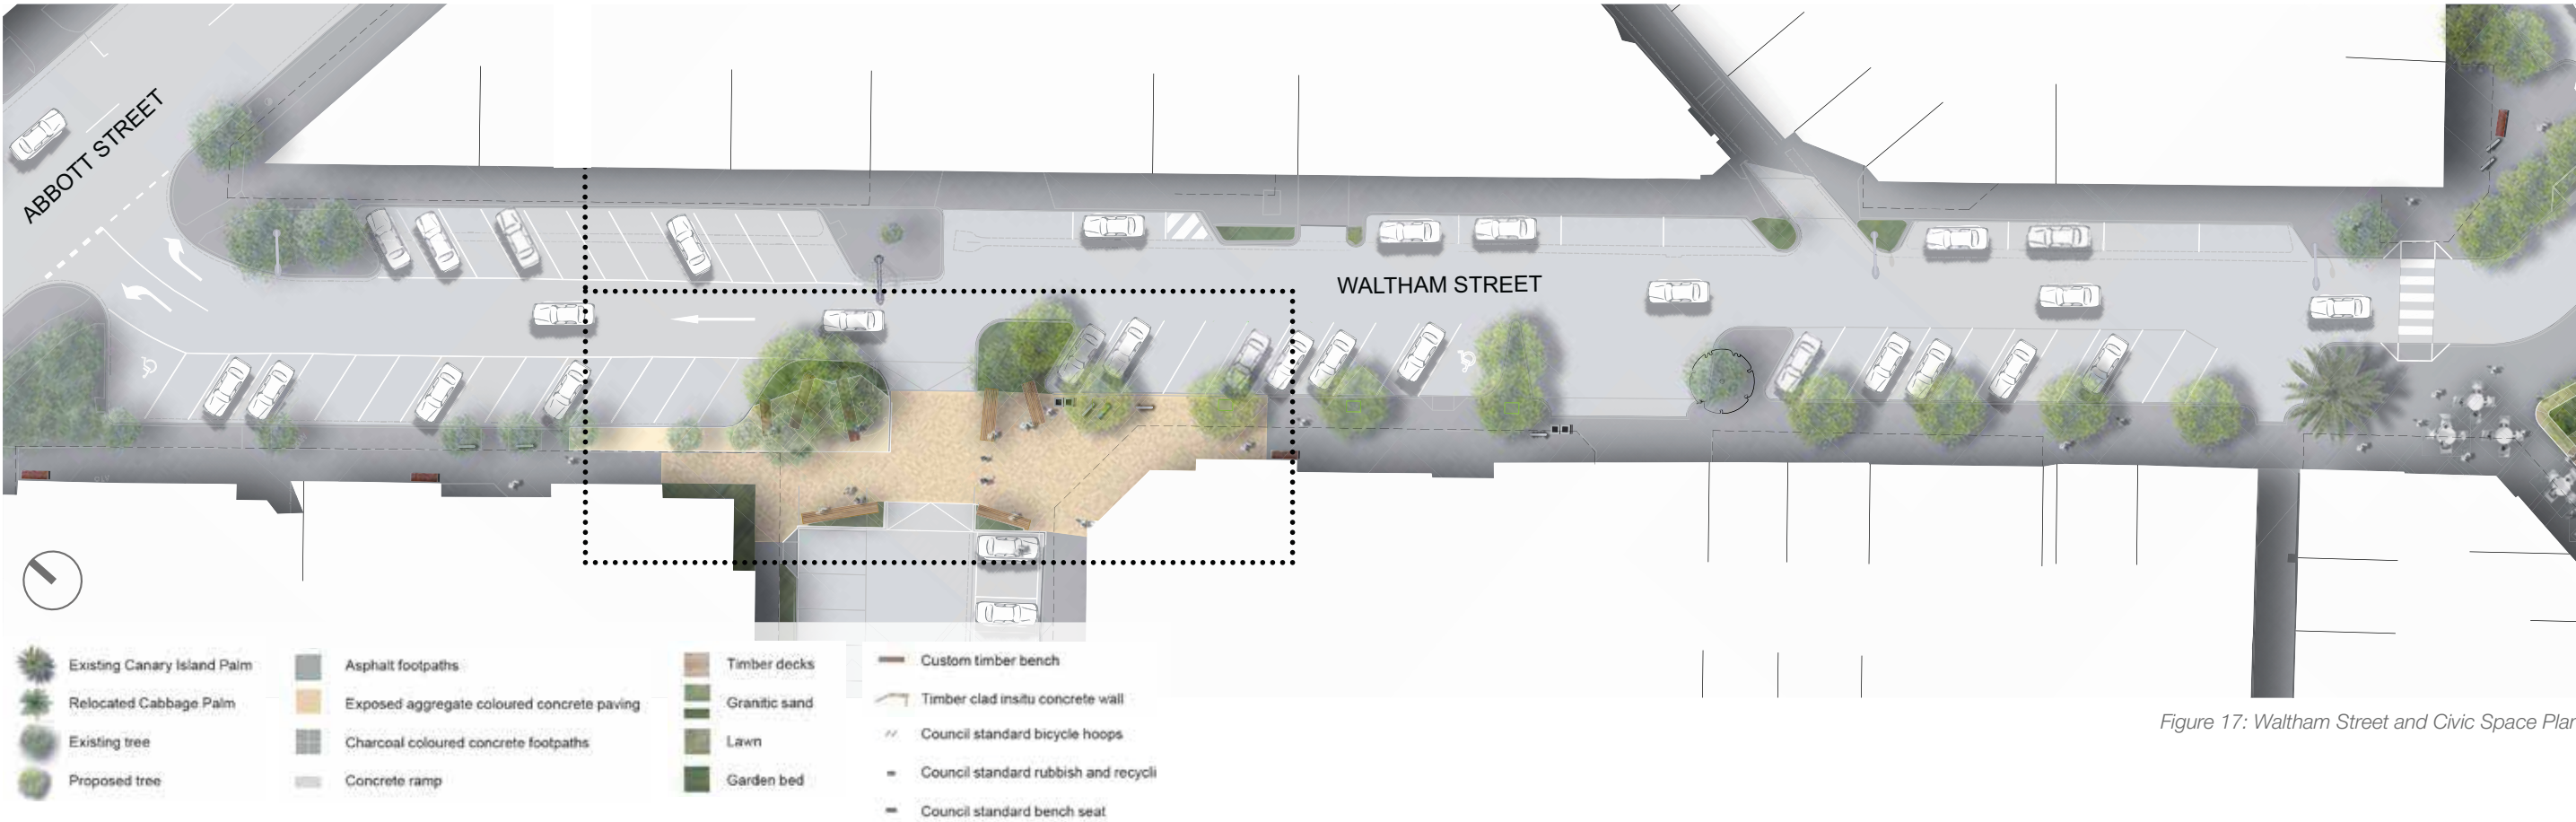 ABBOTT STREET
WALTHAM STREET
Existing Canary Island Palm
Relocated Cabbage Palm
Existing tree
Proposed tree
Asphalt footpaths
Exposed aggregate coloured concrete paving
Charcoal coloured concrete footpaths
Concrete ramp
Timber decks
Granitic sand
Lawn
Garden bed
Custom timber bench
Timber clad insitu concrete wall
Council standard bicycle hoops
Council standard rubbish and recycli
Council standard bench seat
Figure 17: Waltham Street and Civic Space Plan